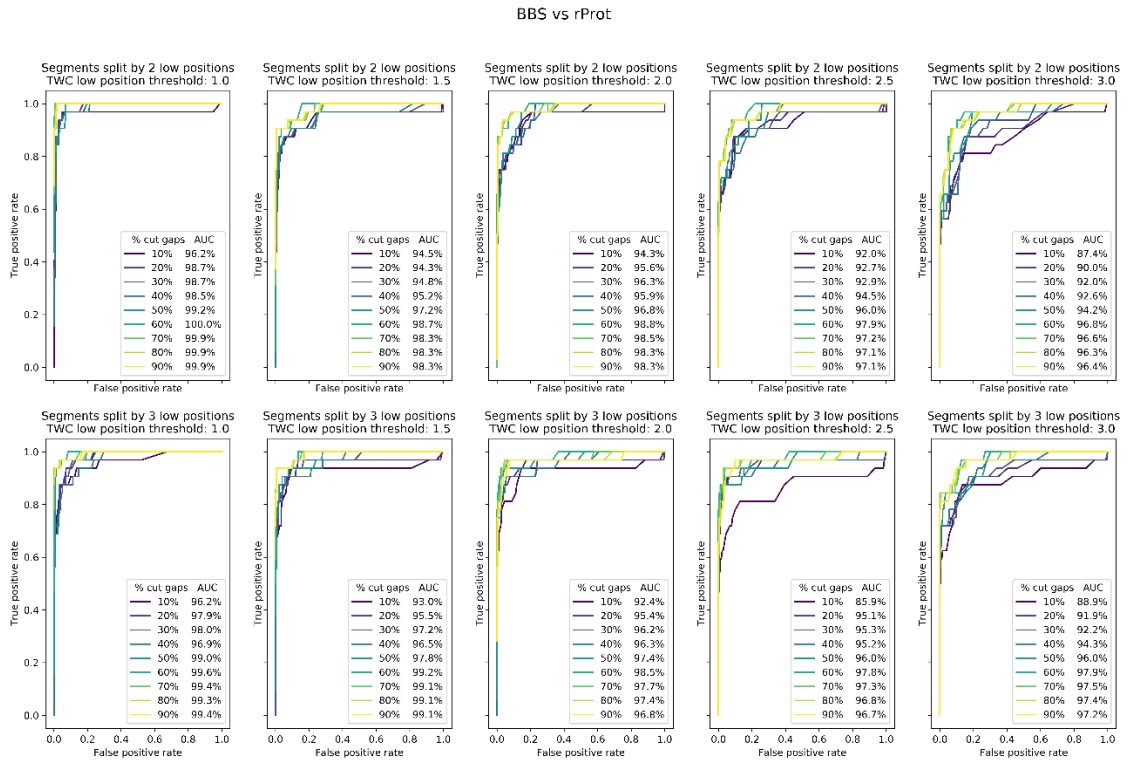 BBS vs rProt
Segments split by 2 low positions
TWC low position threshold: 1.0
1.0
0.8
0.6
0.4
0.2
0.0
True positive rate
% cut gaps AUC
10% 96.2%
20% 98.7%
30% 98.7%
40% 98.5%
50% 99.2%
60% 100.0%
70% 99.9%
80% 99.9%
90% 99.9%
False positive rate
Segments split by 2 low positions
TWC low position threshold: 1.5
True positive rate
% cut gaps AUC
10% 94.5%
20% 94.3%
30% 94.8%
40% 95.2%
50% 97.2%
60% 98.7%
70% 98.3%
80% 98.3%
90% 98.3%
False positive rate
Segments split by 2 low positions
TWC low position threshold: 2.0
True positive rate
% cut gaps AUC
10% 94.3%
20% 95.6%
30% 96.3%
40% 95.9%
50% 96.8%
60% 98.8%
70% 98.5%
80% 98.3%
90% 98.3%
False positive rate
Segments split by 2 low positions
TWC low position threshold: 2.5
True positive rate
% cut gaps AUC
10% 92.0%
20% 92.7%
30% 92.9%
40% 94.5%
50% 96.0%
60% 97.9%
70% 97.2%
80% 97.1%
90% 97.1%
False positive rate
Segments split by 2 low positions
TWC low position threshold: 3.0
True positive rate
% cut gaps AUC
10% 87.4%
20% 90.0%
30% 92.0%
40% 92.6%
50% 94.2%
60% 96.8%
70% 96.6%
80% 96.3%
90% 96.4%
False positive rate
Segments split by 3 low positions
TWC low position threshold: 1.0
1.0
0.8
0.6
0.4
0.2
0.0
True positive rate
% cut gaps AUC
10% 96.2%
20% 97.9%
30% 98.0%
40% 96.9%
50% 99.0%
60% 99.6%
70% 99.4%
80% 99.3%
90% 99.4%
0.0 0.2 0.4 0.6 0.8 1.0
False positive rate
Segments split by 3 low positions
TWC low position threshold: 1.5
True positive rate
% cut gaps AUC
10% 93.0%
20% 95.5%
30% 97.2%
40% 96.5%
50% 97.8%
60% 99.2%
70% 99.1%
80% 99.1%
90% 99.1%
0.0 0.2 0.4 0.6 0.8 1.0
False positive rate
Segments split by 3 low positions
TWC low position threshold: 2.0
True positive rate
% cut gaps AUC
10% 92.4%
20% 95.4%
30% 96.2%
40% 96.3%
50% 97.4%
60% 98.5%
70% 97.7%
80% 97.4%
90% 96.8%
0.0 0.2 0.4 0.6 0.8 1.0
False positive rate
Segments split by 3 low positions
TWC low position threshold: 2.5
True positive rate
% cut gaps AUC
10% 85.9%
20% 95.1%
30% 95.3%
40% 95.2%
50% 96.0%
60% 97.8%
70% 97.3%
80% 96.8%
90% 96.7%
0.0 0.2 0.4 0.6 0.8 1.0
False positive rate
Segments split by 3 low positions
TWC low position threshold: 3.0
True positive rate
% cut gaps AUC
10% 88.9%
20% 91.9%
30% 92.2%
40% 94.3%
50% 96.0%
60% 97.9%
70% 97.5%
80% 97.4%
90% 97.2%
0.0 0.2 0.4 0.6 0.8 1.0
False positive rate